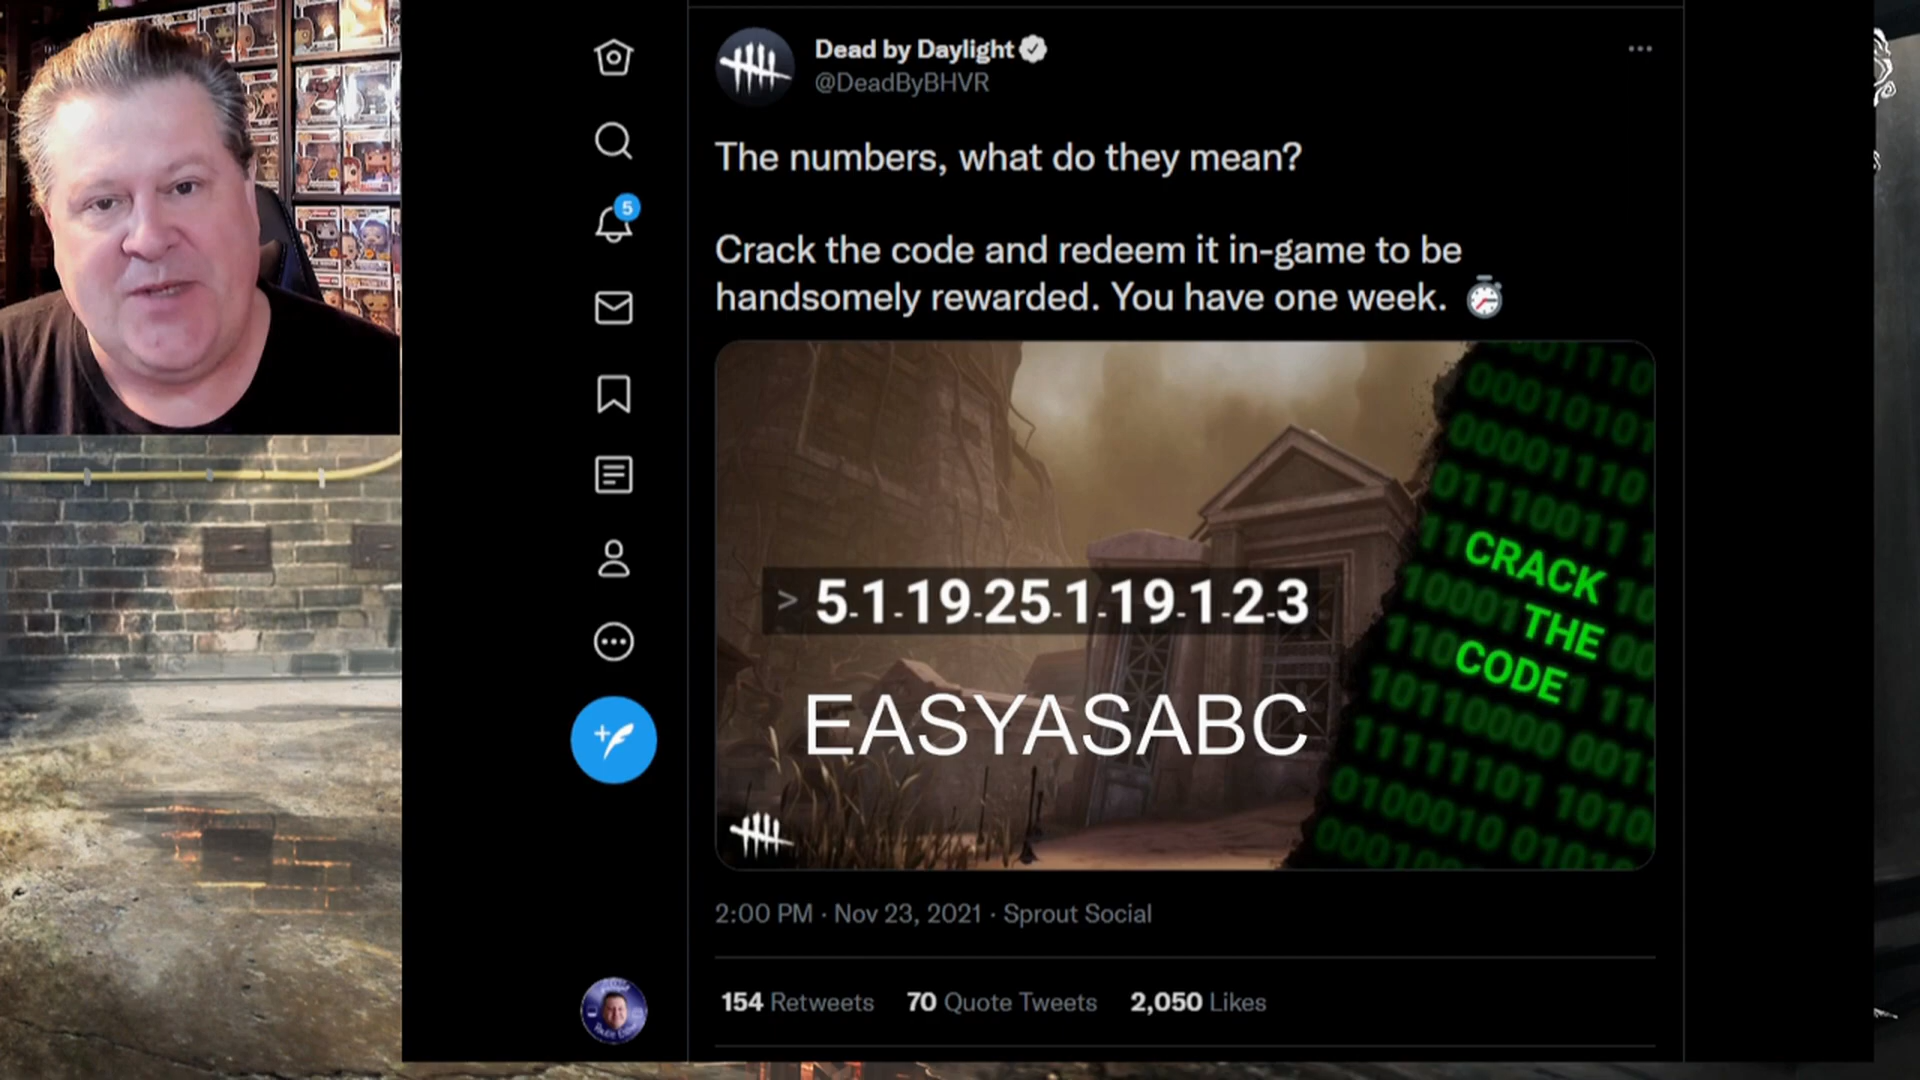 Dead by Daylight
@DeadByBHVR
The numbers, what do they mean?
Crack the code and redeem it in-game to be
handsomely rewarded. You have one week.
5
> 5-1-19-25-1-19-1-2-3
EASYASABC
CRACK
THE
CODE
2:00 PM · Nov 23, 2021 · Sprout Social
154 Retweets 70 Quote Tweets 2,050 Likes